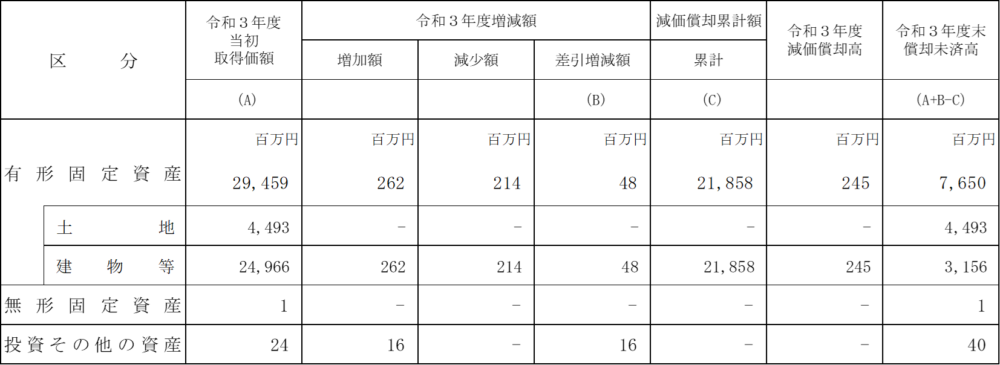 区　分
令和３年度
当初
取得価額
令和３年度増減額
減価償却累計額
令和３年度
減価償却高
令和３年度末
償却未済高
増加額
減少額
差引増減額
累計
(A)
(B)
(C)
(A+B-C)
百万円 百万円 百万円 百万円 百万円 百万円 百万円
有形固定資産 29,459 262 214 48 21,858 245 7,650
土地 4,493 － － － － － 4,493
建物等 24,966 262 214 48 21,858 245 3,156
無形固定資産 1 － － － － － 1
投資その他の資産 24 16 － 16 － － 40